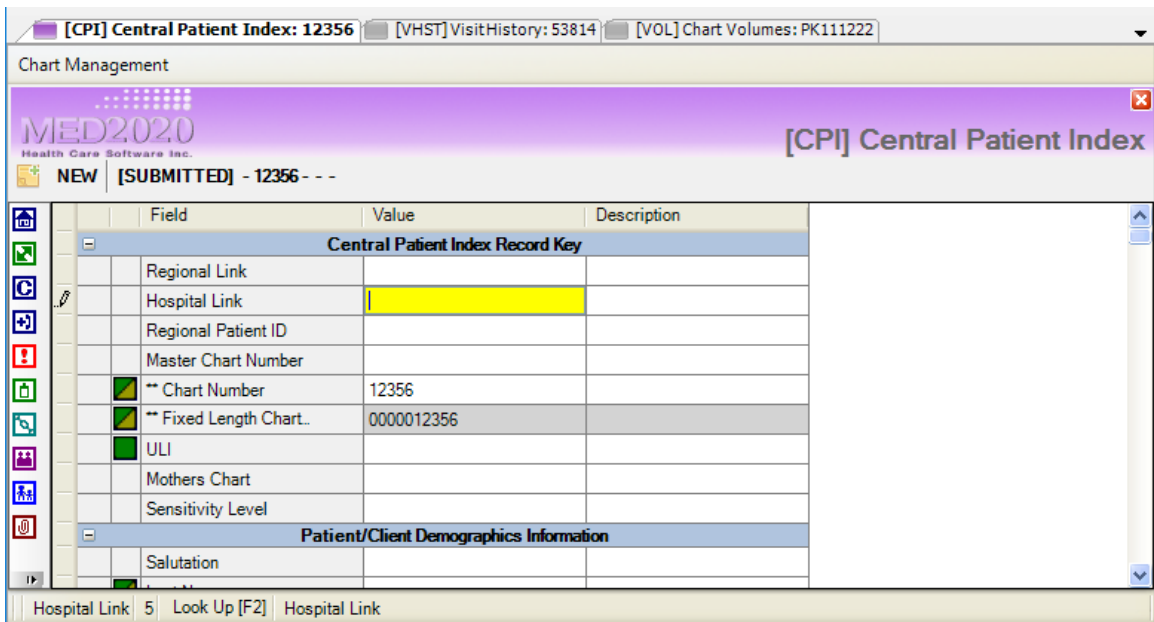 [CPI] Central Patient Index: 12356 [VHST] VisitHistory: 53814 [VOL] Chart Volumes: PK111222
Chart Management
MED2020
Health Care Software Inc.
[CPI] Central Patient Index
NEW [SUBMITTED] - 12356 - - -
Field Value Description
Central Patient Index Record Key
Regional Link
Hospital Link
Regional Patient ID
Master Chart Number
** Chart Number 12356
** Fixed Length Chart.. 0000012356
ULI
Mothers Chart
Sensitivity Level
Patient/Client Demographics Information
Salutation
Hospital Link 5 Look Up [F2] Hospital Link